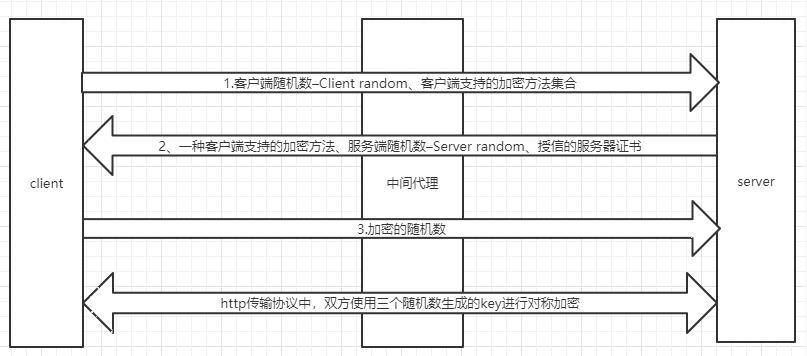 1.客户端随机数–Client random、客户端支持的加密方法集合
2、一种客户端支持的加密方法、服务端随机数–Server random、授信的服务器证书
client
中间代理
server
3.加密的随机数
http传输协议中，双方使用三个随机数生成的key进行对称加密